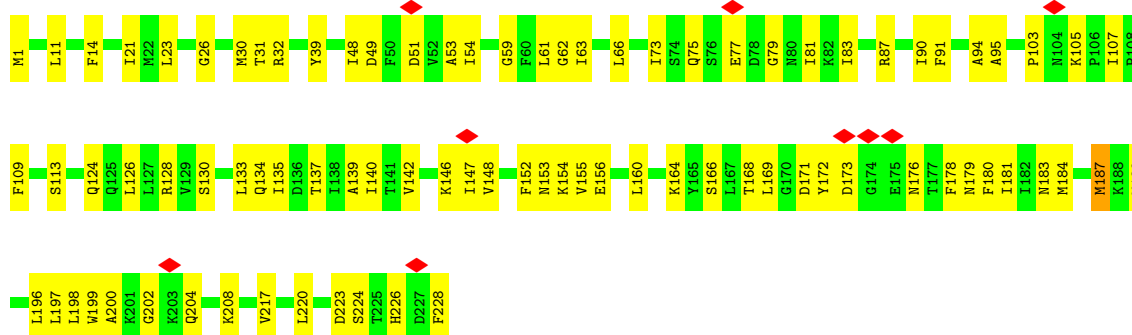 M1 L11 F14 I21 M22 L23 G26 M30 T31 R32 Y39 I48 D49 F50 D51 V52 A53 I54 G59 F60 L61 G62 I63 L66 I73 S74 Q75 S76 E77 D78 G79 N80 I81 K82 I83 R87 I90 F91 A94 A95 P103 N104 K105 P106 I107
F109 S113 Q124 Q125 L126 L127 R128 V129 S130 L133 Q134 I135 D136 T137 I138 A139 I140 T141 V142 K146 I147 V148 F152 N153 K154 V155 E156 L160 K164 Y165 S166 L167 T168 L169 G170 D171 Y172 D173 G174 E175 N176 T177 F178 N179 F180 I181 I182 N183 M184 M187 K188
L196 L197 L198 W199 A200 K201 G202 K203 Q204 K208 V217 L220 D223 S224 T225 H226 D227 F228